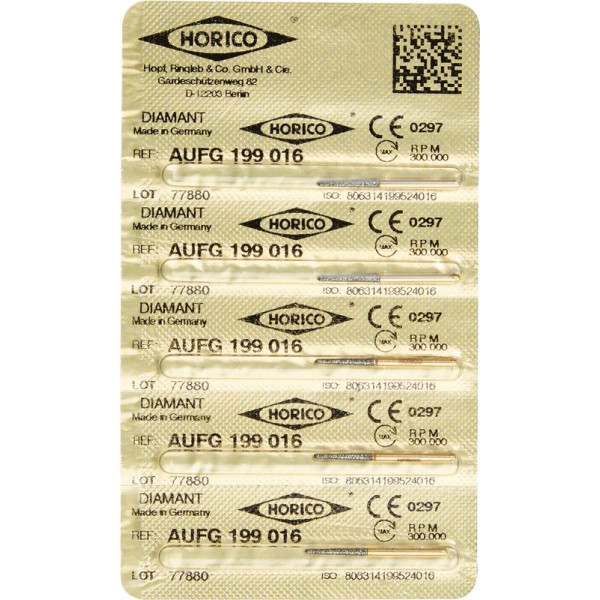 HORICO
Hopf, Ringleb & Co. GmbH & Cie.
Gardeschützenweg 82
D-12203 Berlin
DIAMANT
Made in Germany
HORICO
CE 0297
REF: AUFG 199 016
MAX
RPM
300.000
LOT 77880
ISO: 806314199524016
DIAMANT
Made in Germany
HORICO
CE 0297
REF: AUFG 199 016
MAX
RPM
300.000
LOT 77880
ISO: 806314199524016
DIAMANT
Made in Germany
HORICO
CE 0297
REF: AUFG 199 016
MAX
RPM
300.000
LOT 77880
ISO: 806314199524016
DIAMANT
Made in Germany
HORICO
CE 0297
REF: AUFG 199 016
MAX
RPM
300.000
LOT 77880
ISO: 806314199524016
DIAMANT
Made in Germany
HORICO
CE 0297
REF: AUFG 199 016
MAX
RPM
300.000
LOT 77880
ISO: 806314199524016